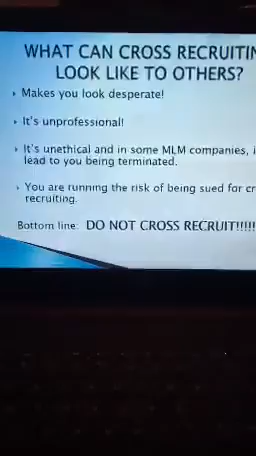 WHAT CAN CROSS RECRUITIN
LOOK LIKE TO OTHERS?
Makes you look desperate!
It's unprofessional!
It's unethical and in some MLM companies, i
lead to you being terminated.
You are running the risk of being sued for cr
recruiting.
Bottom line: DO NOT CROSS RECRUIT!!!!!